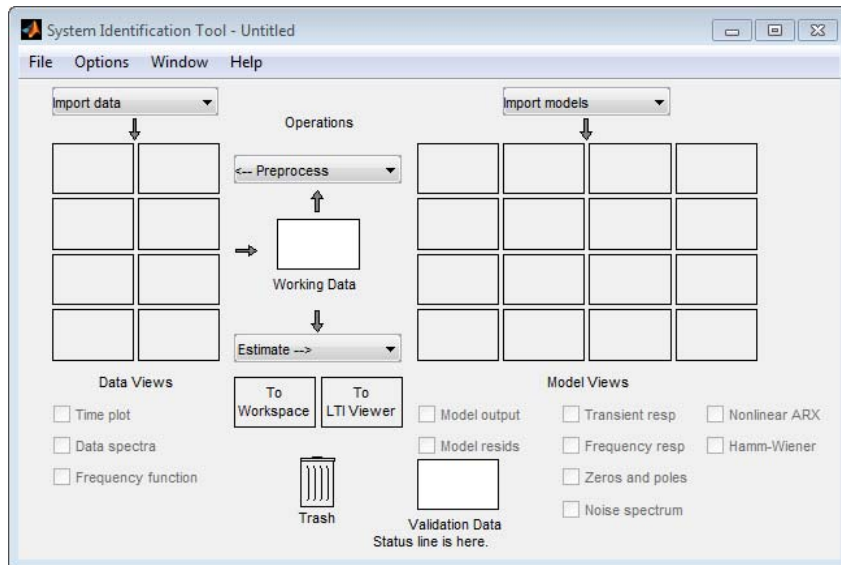 System Identification Tool - Untitled
File Options Window Help
Import data
Operations
Import models
<-- Preprocess
Working Data
Estimate -->
Data Views
To Workspace
To LTI Viewer
Model Views
Time plot
Data spectra
Frequency function
Model output
Model resids
Transient resp
Frequency resp
Zeros and poles
Noise spectrum
Nonlinear ARX
Hamm-Wiener
Trash
Validation Data
Status line is here.